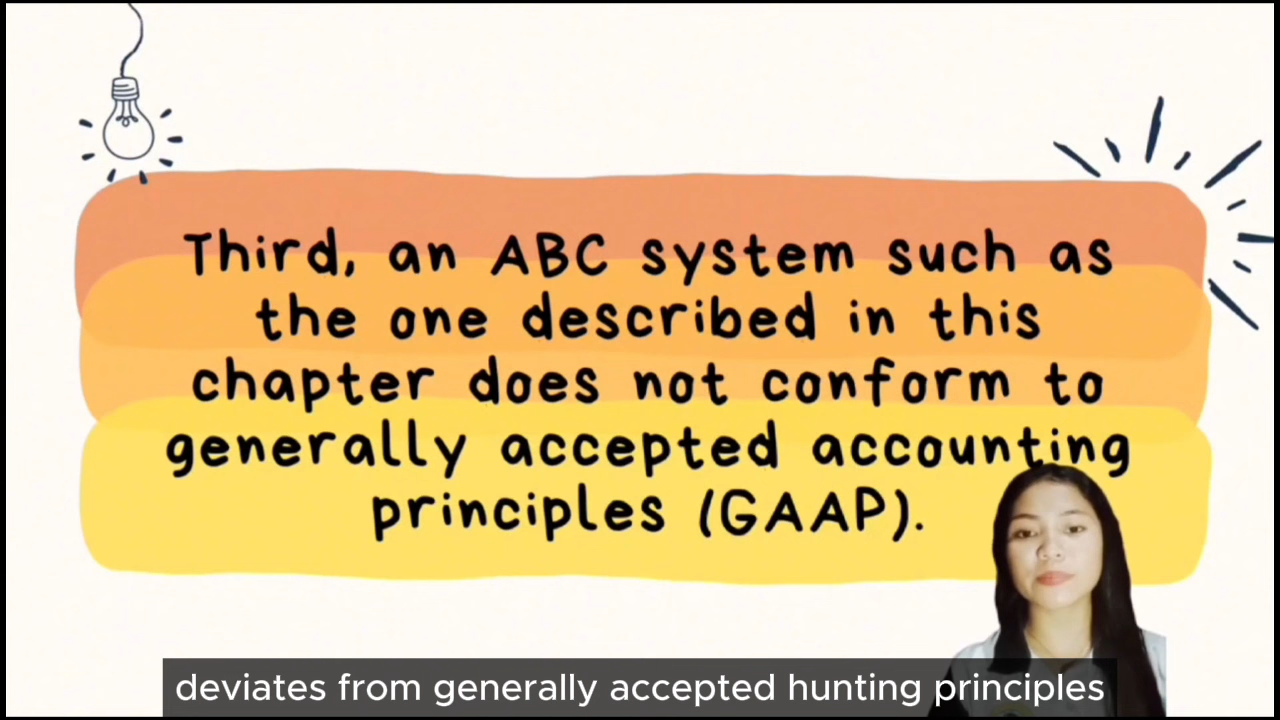 Third, an ABC system such as
the one described in this
chapter does not conform to
generally accepted accounting
principles (GAAP).
deviates from generally accepted hunting principles